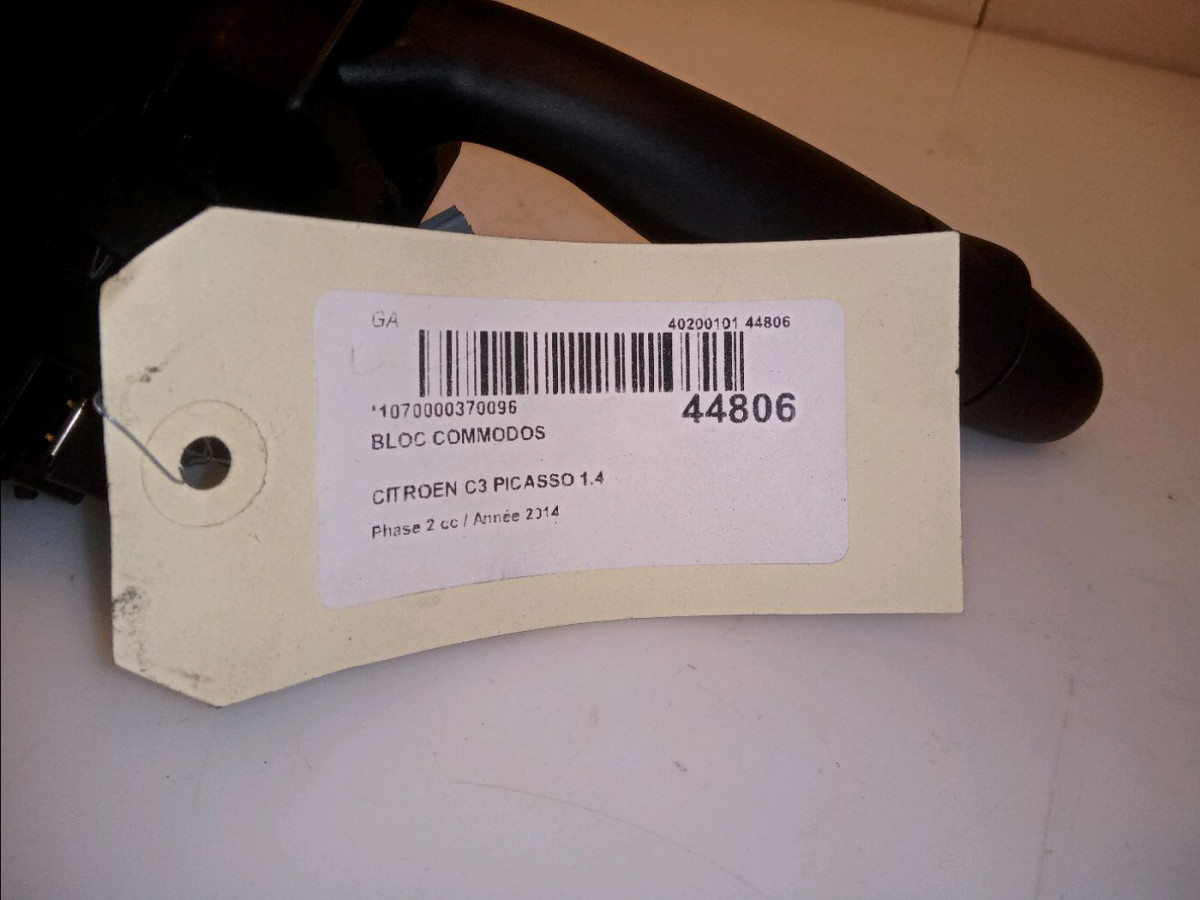 GA
40200101 44806
*1070000370096
44806
BLOC COMMODOS
CITROEN C3 PICASSO 1.4
Phase 2 cc / Année 2014